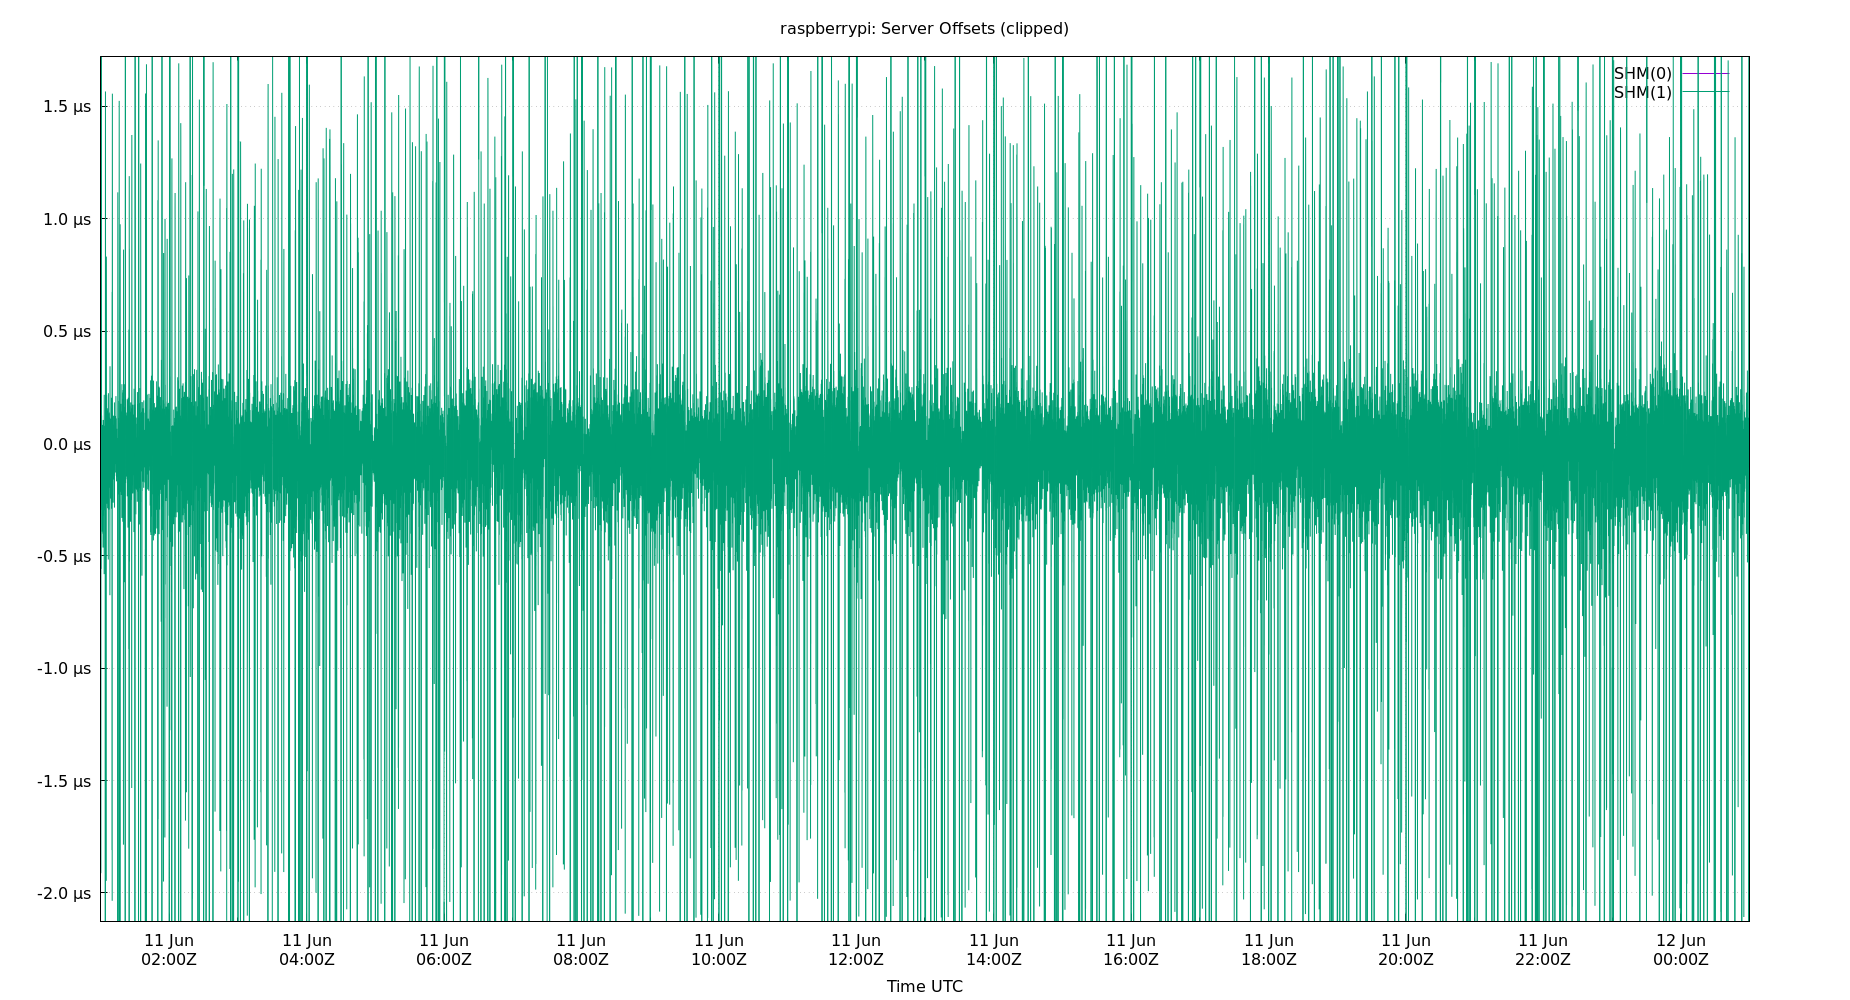 raspberrypi: Server Offsets (clipped)
SHM(0)
SHM(1)
1.5 µs
1.0 µs
0.5 µs
0.0 µs
-0.5 µs
-1.0 µs
-1.5 µs
-2.0 µs
11 Jun 11 Jun 11 Jun 11 Jun 11 Jun 11 Jun 11 Jun 11 Jun 11 Jun 11 Jun 11 Jun 12 Jun
02:00Z 04:00Z 06:00Z 08:00Z 10:00Z 12:00Z 14:00Z 16:00Z 18:00Z 20:00Z 22:00Z 00:00Z
Time UTC